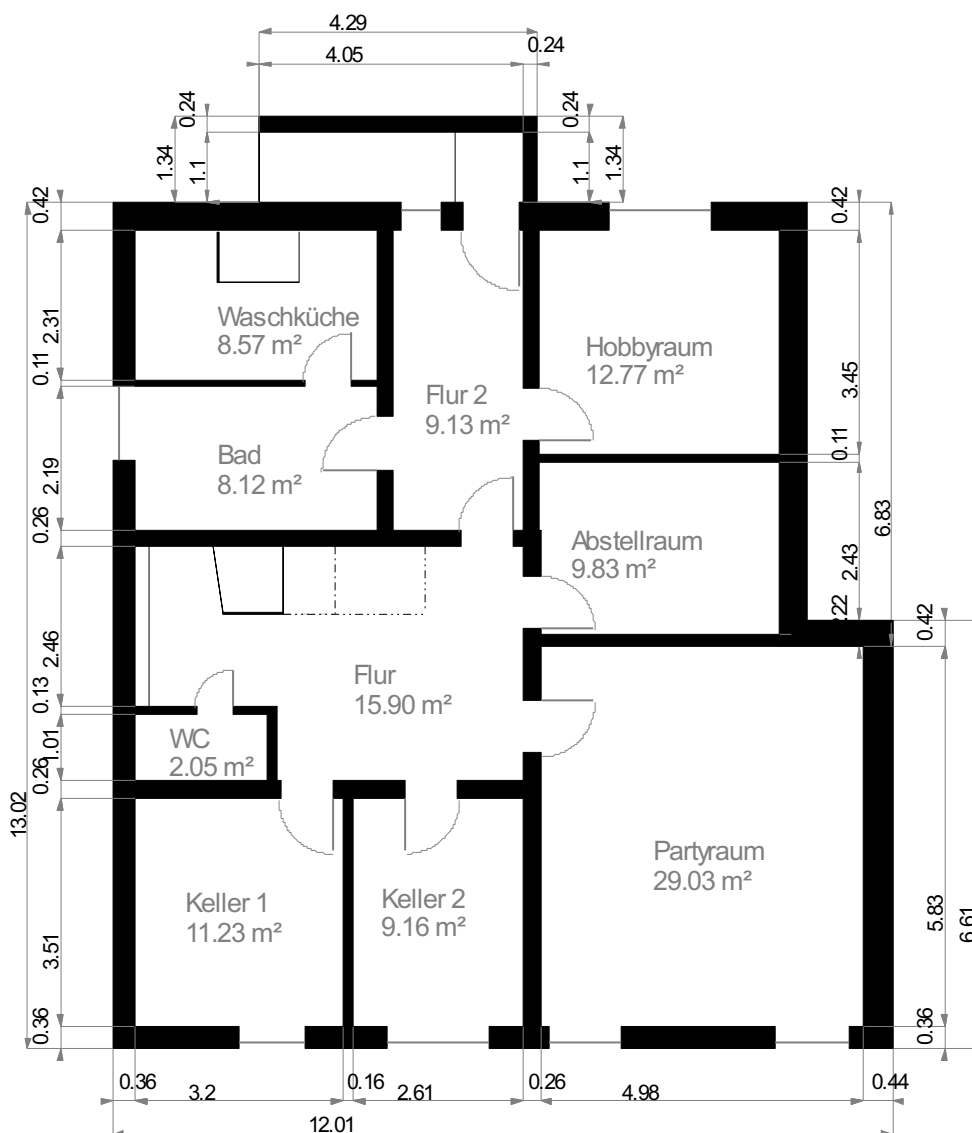 4.29
0.24
4.05
0.24
1.34
1.1
0.24
1.1
1.34
0.42
0.42
Waschküche
8.57 m²
2.31
Hobbyraum
12.77 m²
3.45
0.11
Flur 2
9.13 m²
Bad
8.12 m²
2.19
0.11
6.83
0.26
Abstellraum
9.83 m²
2.43
.22
0.42
2.46
Flur
15.90 m²
0.13
WC
2.05 m²
1.01
0.26
13.02
Partyraum
29.03 m²
Keller 1
11.23 m²
Keller 2
9.16 m²
3.51
5.83
6.61
0.36
0.36
0.36
3.2
0.16
2.61
0.26
4.98
0.44
12.01